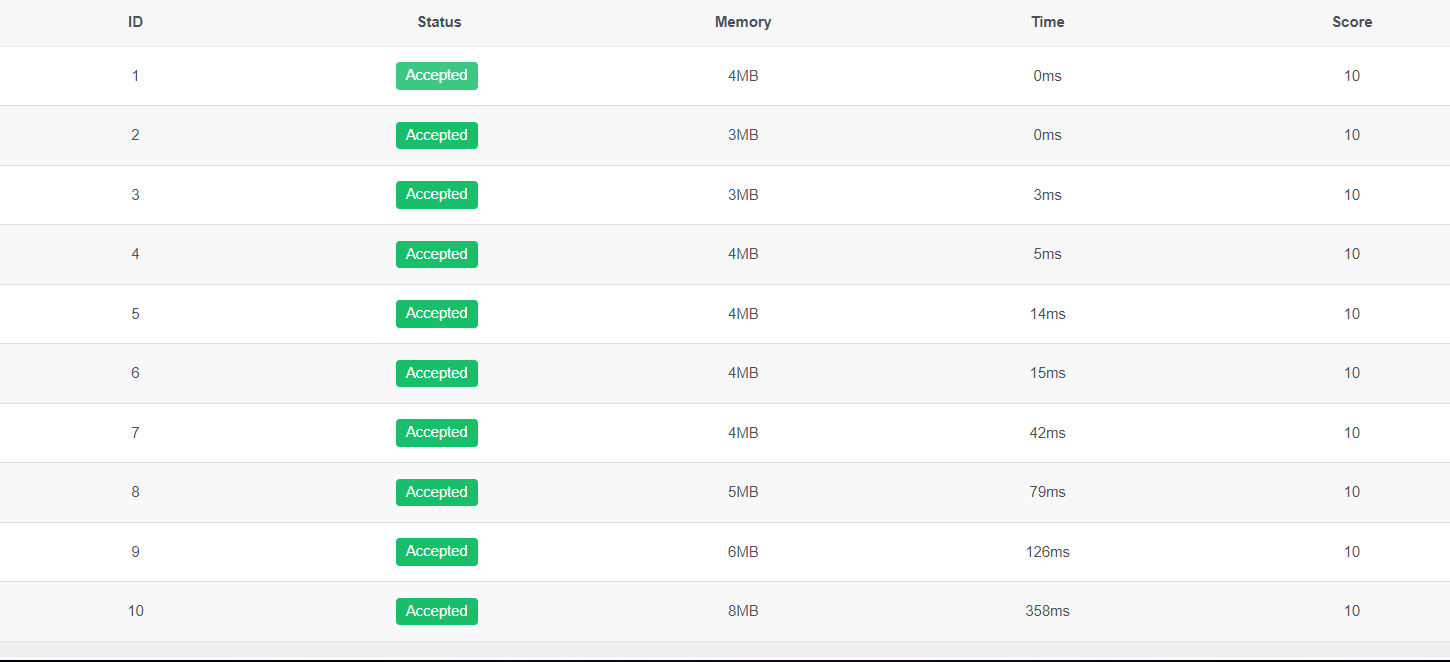 ID Status Memory Time Score
1 Accepted 4MB 0ms 10
2 Accepted 3MB 0ms 10
3 Accepted 3MB 3ms 10
4 Accepted 4MB 5ms 10
5 Accepted 4MB 14ms 10
6 Accepted 4MB 15ms 10
7 Accepted 4MB 42ms 10
8 Accepted 5MB 79ms 10
9 Accepted 6MB 126ms 10
10 Accepted 8MB 358ms 10